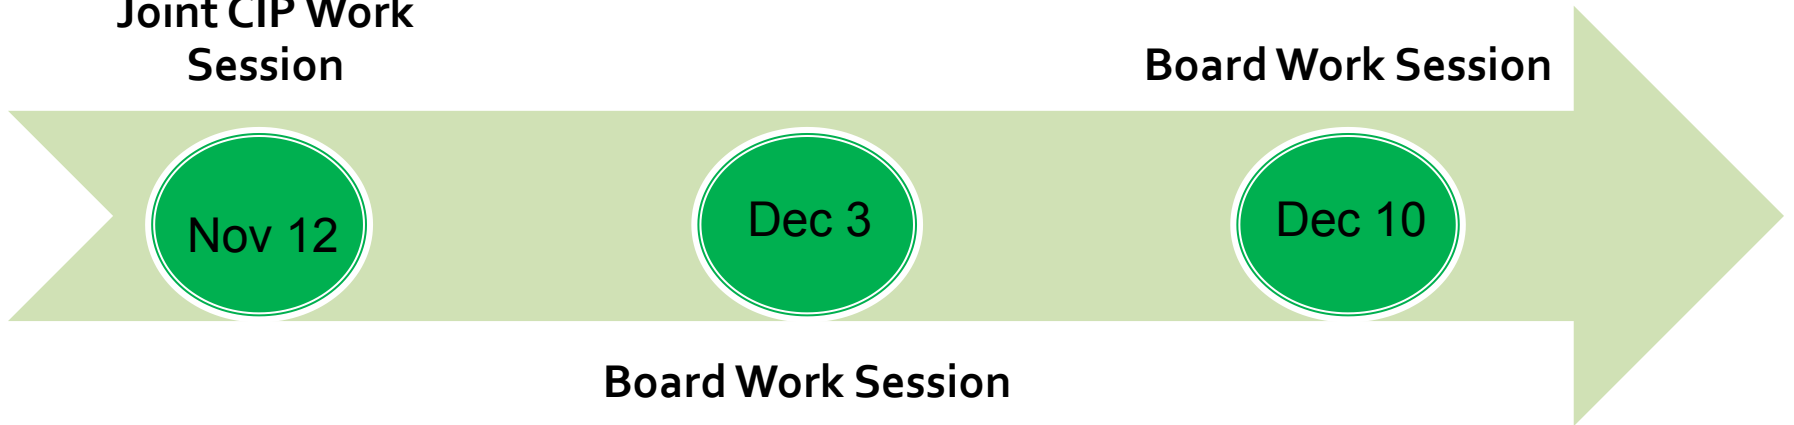 Joint CIP Work
Session
Board Work Session
Nov 12
Dec 3
Dec 10
Board Work Session